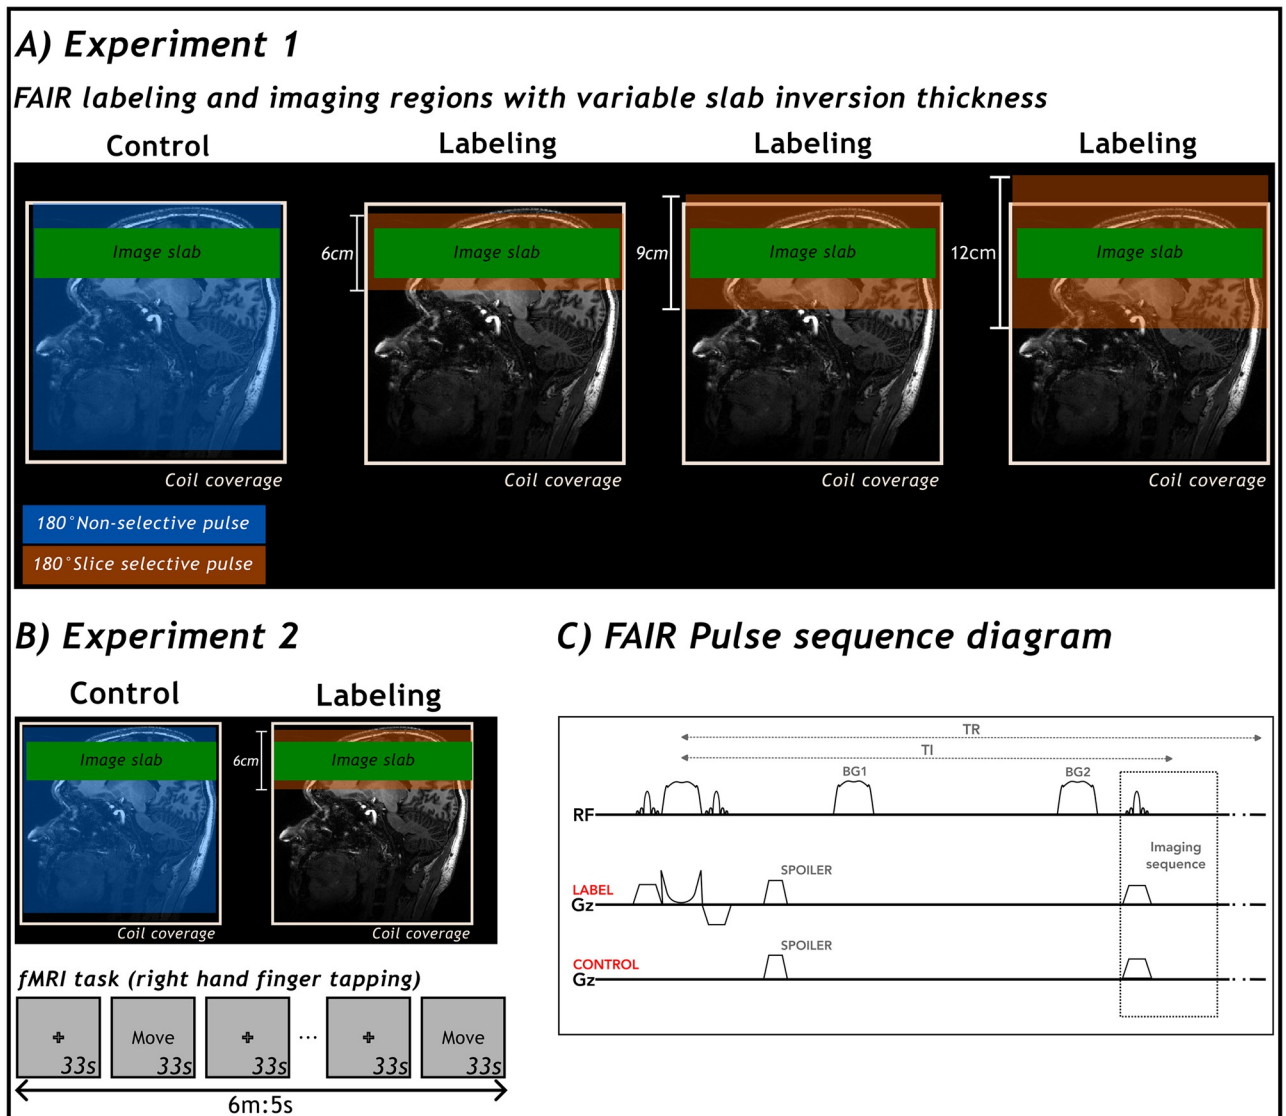 A) Experiment 1
FAIR labeling and imaging regions with variable slab inversion thickness
Control
Labeling
Labeling
Labeling
Image slab
6cm
Image slab
9cm
Image slab
12cm
Image slab
Coil coverage
Coil coverage
Coil coverage
Coil coverage
180°Non-selective pulse
180°Slice selective pulse
B) Experiment 2
Control
Labeling
Image slab
6cm
Image slab
Coil coverage
Coil coverage
fMRI task (right hand finger tapping)
33s
Move
33s
33s
...
33s
Move
33s
6m:5s
C) FAIR Pulse sequence diagram
TR
TI
BG1
BG2
RF
Imaging
sequence
SPOILER
LABEL
Gz
SPOILER
CONTROL
Gz